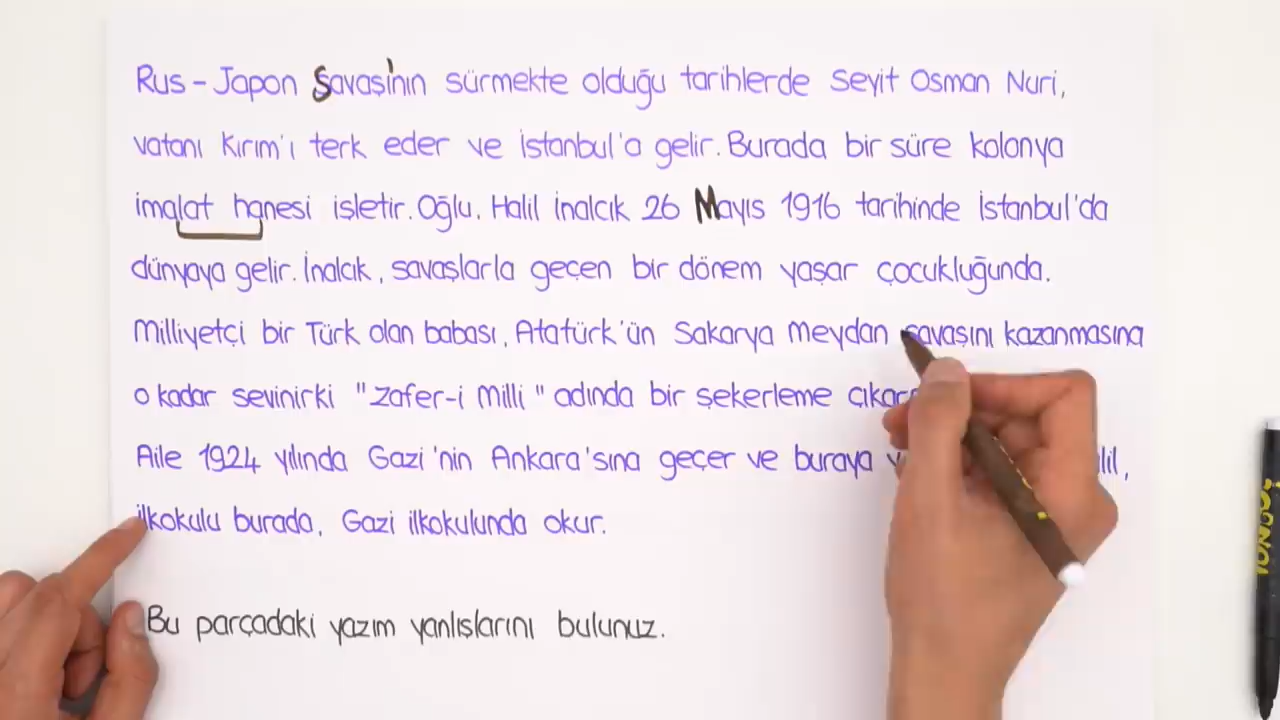 Rus - Japon Savaşı'nın sürmekte olduğu tarihlerde Seyit Osman Nuri,
vatanı Kırım'ı terk eder ve İstanbul'a gelir. Burada bir süre kolonya
imalat hanesi işletir. Oğlu, Halil İnalcık 26 Mayıs 1916 tarihinde İstanbul'da
dünyaya gelir. İnalcık, savaşlarla geçen bir dönem yaşar çocukluğunda.
Milliyetçi bir Türk olan babası, Atatürk'ün Sakarya Meydan savaşını kazanmasına
o kadar sevinirki "Zafer-i Milli" adında bir şekerleme
Aile 1924 yılında Gazi'nin Ankara'sına geçer ve buraya
ilkokulu burada, Gazi ilkokulunda okur.
Bu parçadaki yazım yanlışlarını bulunuz.